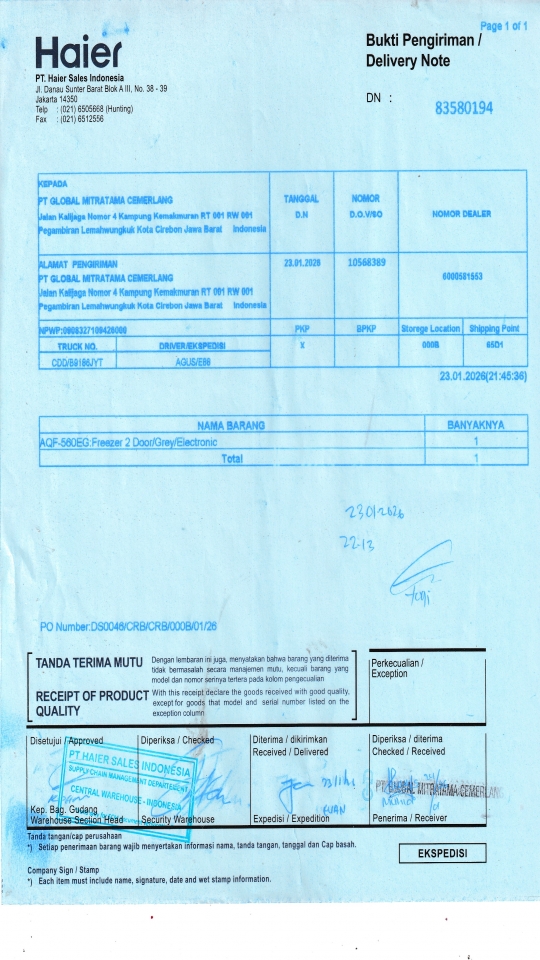 Page 1 of 1
Haier
Bukti Pengiriman /
Delivery Note
PT. Haier Sales Indonesia
Jl. Danau Sunter Barat Blok A III, No. 38 - 39
Jakarta 14350
Telp : (021) 6505668 (Hunting)
Fax : (021) 6512556
DN :
83580194
KEPADA
PT GLOBAL MITRATAMA CEMERLANG
Jalan Kalijaga Nomor 4 Kampung Kemakmuran RT 001 RW 001
Pegambiran Lemahwungkuk Kota Cirebon Jawa Barat Indonesia
TANGGAL
D.N
NOMOR
D.O.V/SO
NOMOR DEALER
ALAMAT PENGIRIMAN
PT GLOBAL MITRATAMA CEMERLANG
Jalan Kalijaga Nomor 4 Kampung Kemakmuran RT 001 RW 001
Pegambiran Lemahwungkuk Kota Cirebon Jawa Barat Indonesia
23.01.2026
10568389
6000581553
PKP
BPKP
Storege Location
Shipping Point
TRUCK NO.
DRIVER/EKSPEDISI
X
000B
65D1
CDD/B9186JYT
AGUS/E86
23.01.2026(21:45:36)
NAMA BARANG
BANYAKNYA
AQF-560EG:Freezer 2 Door/Grey/Electronic
1
Total
1
23012026
22.13
PO Number:DS0046/CRB/CRB/000B/01/26
TANDA TERIMA MUTU
Dengan lembaran ini juga, menyatakan bahwa barang yang diterima
tidak bermasalah secara manajemen mutu, kecuali barang yang
model dan nomor serinya tertera pada kolom pengecualian
RECEIPT OF PRODUCT
QUALITY
With this receipt declare the goods received with good quality,
except for goods that model and serial number listed on the
exception column
Perkecualian /
Exception
Disetujui / Approved
Diperiksa / Checked
Diterima / dikirimkan
Received / Delivered
Diperiksa / diterima
Checked / Received
PT HAIER SALES INDONESIA
SUPPLY CHAIN MANAGEMENT DEPARTEMENT
CENTRAL WAREHOUSE - INDONESIA
PT. GLOBAL MITRATAMA CEMERLANG
Kep. Bag. Gudang
Warehouse Section Head
Security Warehouse
Expedisi / Expedition
Penerima / Receiver
Tanda tangan/cap perusahaan
*) Setiap penerimaan barang wajib menyertakan informasi nama, tanda tangan, tanggal dan Cap basah.
EKSPEDISI
Company Sign / Stamp
*) Each item must include name, signature, date and wet stamp information.